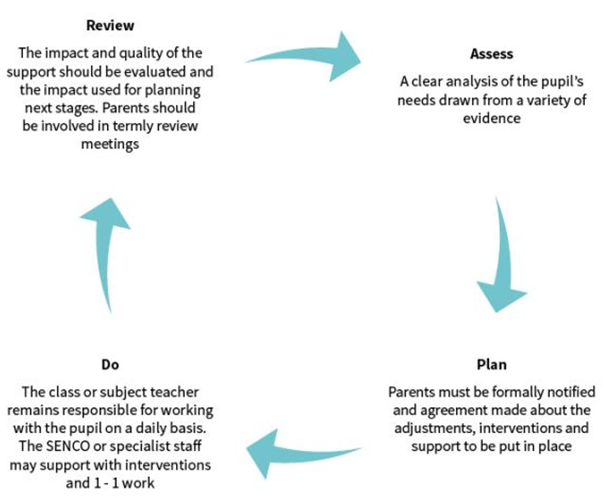 Review
The impact and quality of the
support should be evaluated and
the impact used for planning
next stages. Parents should
be involved in termly review
meetings
Assess
A clear analysis of the pupil's
needs drawn from a variety of
evidence
Do
The class or subject teacher
remains responsible for working
with the pupil on a daily basis.
The SENCO or specialist staff
may support with interventions
and 1 - 1 work
Plan
Parents must be formally notified
and agreement made about the
adjustments, interventions and
support to be put in place